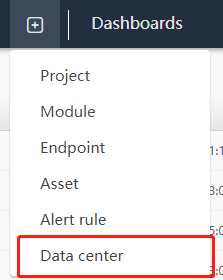 Dashboards
Project
Module
Endpoint
Asset
Alert rule
Data center